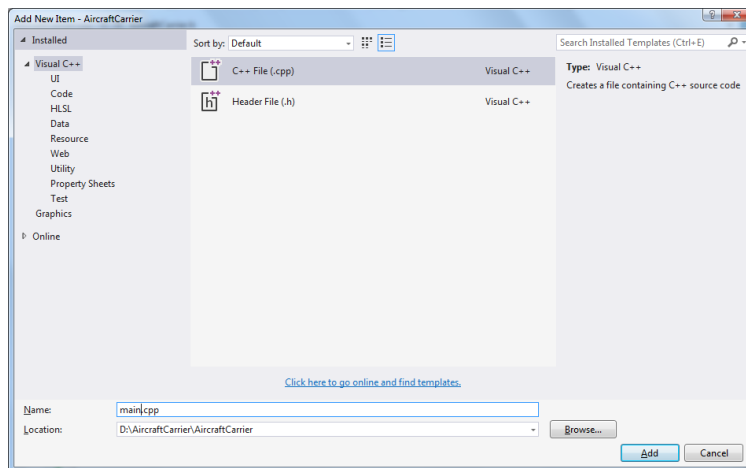 Add New Item - AircraftCarrier
Installed
Sort by: Default
Search Installed Templates (Ctrl+E)
Visual C++
UI
Code
HLSL
Data
Resource
Web
Utility
Property Sheets
Test
Graphics
Online
C++ File (.cpp) Visual C++
Header File (.h) Visual C++
Type: Visual C++
Creates a file containing C++ source code
Click here to go online and find templates.
Name: main.cpp
Location: D:\AircraftCarrier\AircraftCarrier
Browse...
Add Cancel